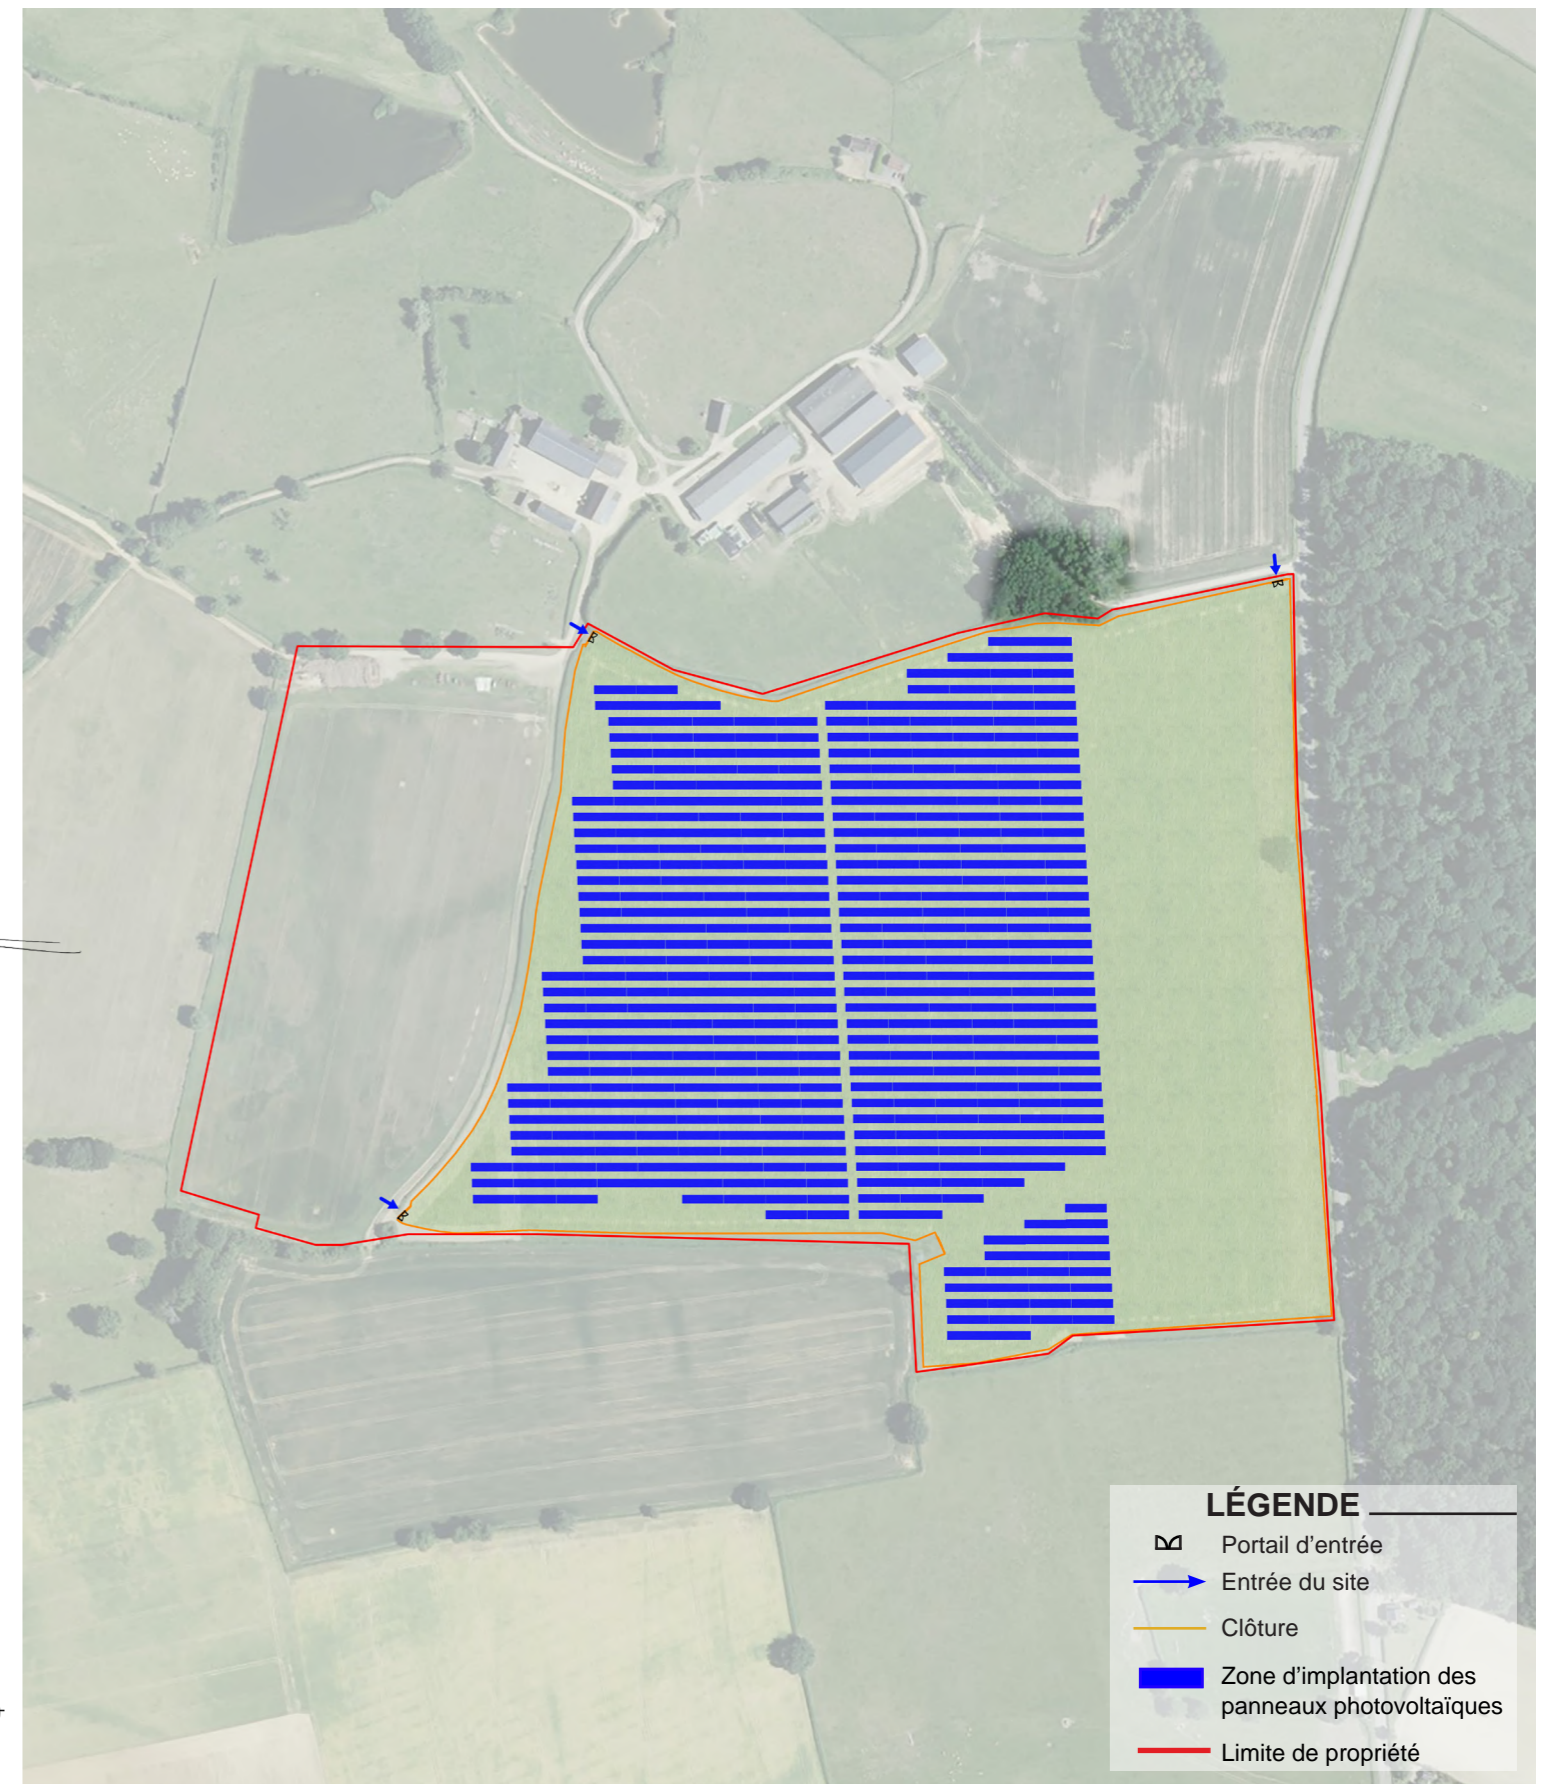 LÉGENDE
Portail d’entrée
Entrée du site
Clôture
Zone d’implantation des
panneaux photovoltaïques
Limite de propriété